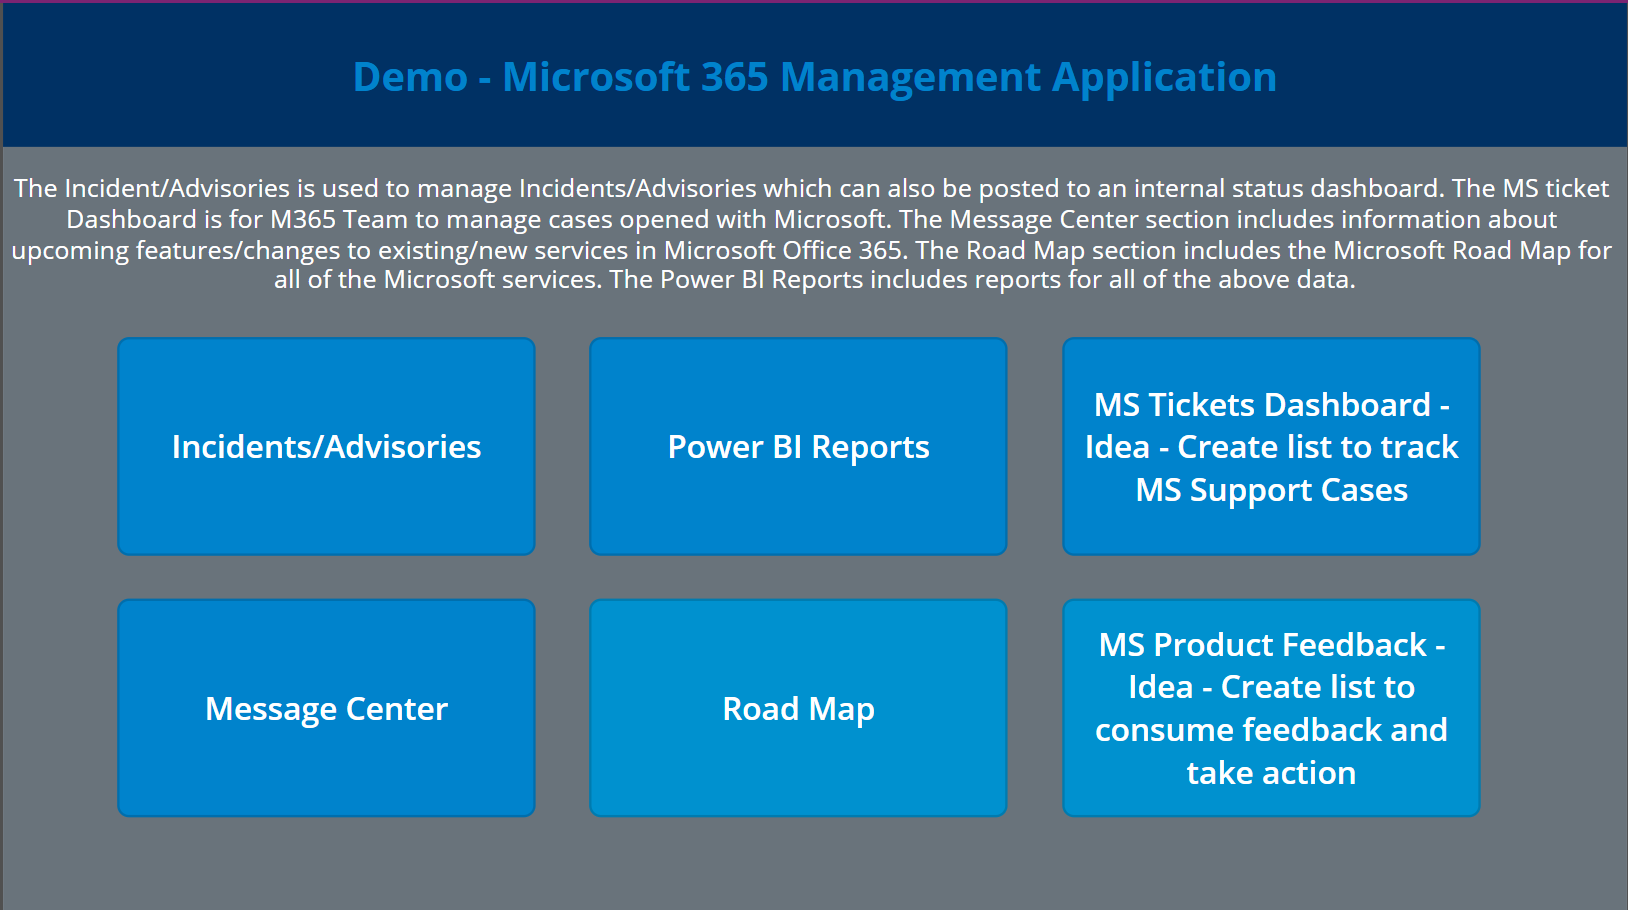 Demo - Microsoft 365 Management Application
The Incident/Advisories is used to manage Incidents/Advisories which can also be posted to an internal status dashboard. The MS ticket
Dashboard is for M365 Team to manage cases opened with Microsoft. The Message Center section includes information about
upcoming features/changes to existing/new services in Microsoft Office 365. The Road Map section includes the Microsoft Road Map for
all of the Microsoft services. The Power BI Reports includes reports for all of the above data.
Incidents/Advisories
Power BI Reports
MS Tickets Dashboard -
Idea - Create list to track
MS Support Cases
Message Center
Road Map
MS Product Feedback -
Idea - Create list to
consume feedback and
take action